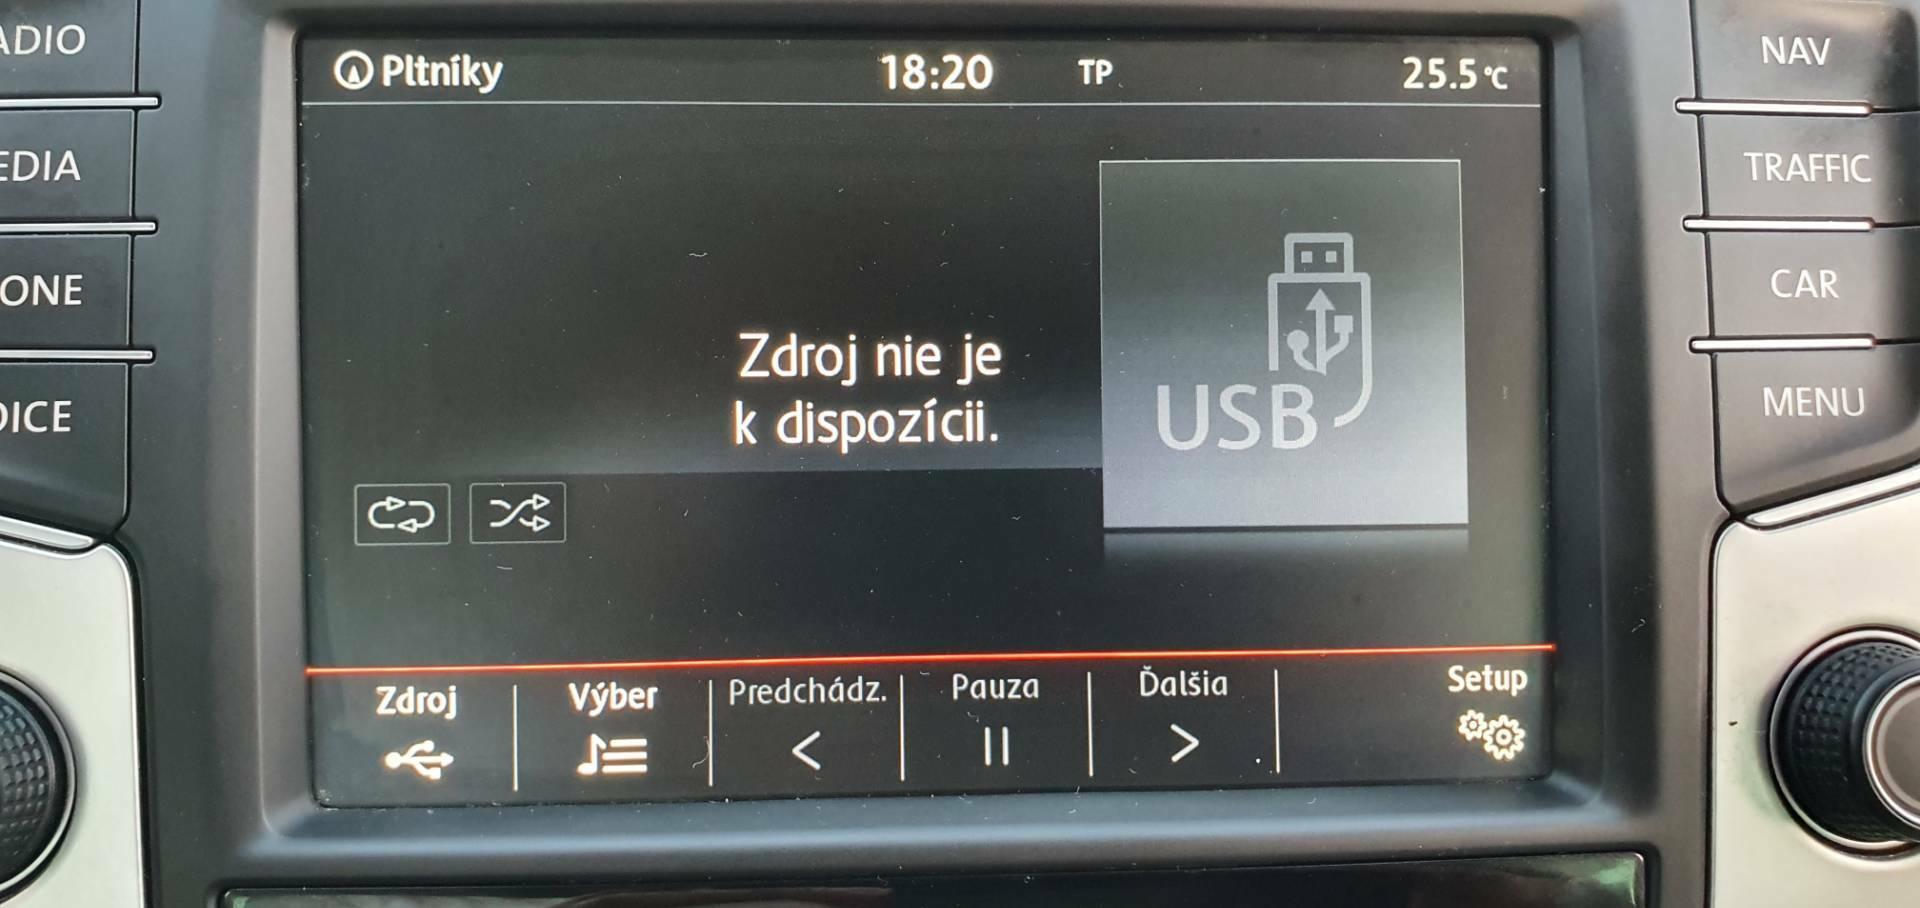 ADIO
EDIA
ONE
OICE
Pltníky 18:20 TP 25.5 °C
Zdroj nie je
k dispozícii.
USB
Zdroj Výber Predchádz. Pauza Ďalšia Setup
NAV
TRAFFIC
CAR
MENU